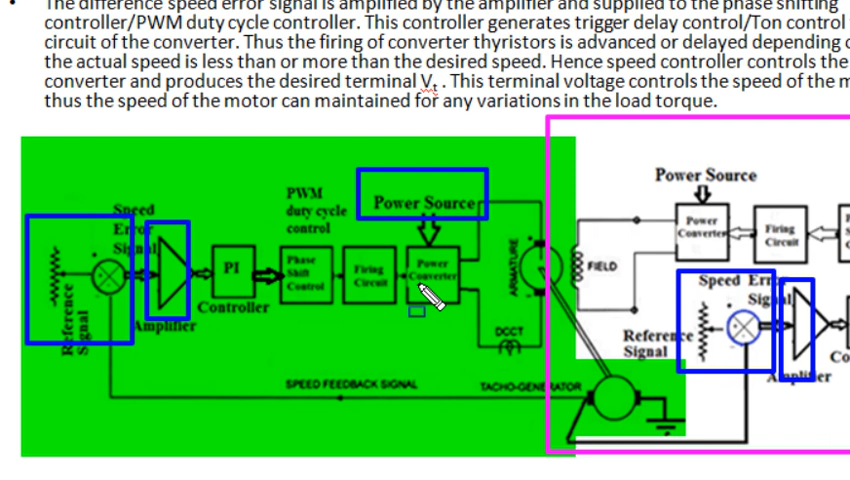 The difference speed error signal is amplified by the amplifier and supplied to the phase shifting
controller/PWM duty cycle controller. This controller generates trigger delay control/Ton control
circuit of the converter. Thus the firing of converter thyristors is advanced or delayed depending
the actual speed is less than or more than the desired speed. Hence speed controller controls the
converter and produces the desired terminal Vt . This terminal voltage controls the speed of the
thus the speed of the motor can maintained for any variations in the load torque.
Speed
Error
Signal
Reference
Signal
Amplifier
PI
Controller
PWM
duty cycle
control
Phase
Shift
Control
Firing
Circuit
Power Source
Power
Converter
ARMATURE
DCCT
FIELD
SPEED FEEDBACK SIGNAL
TACHO-GENERATOR
Power Source
Power
Converter
Firing
Circuit
Speed Error
Signal
Reference
Signal
Amplifier